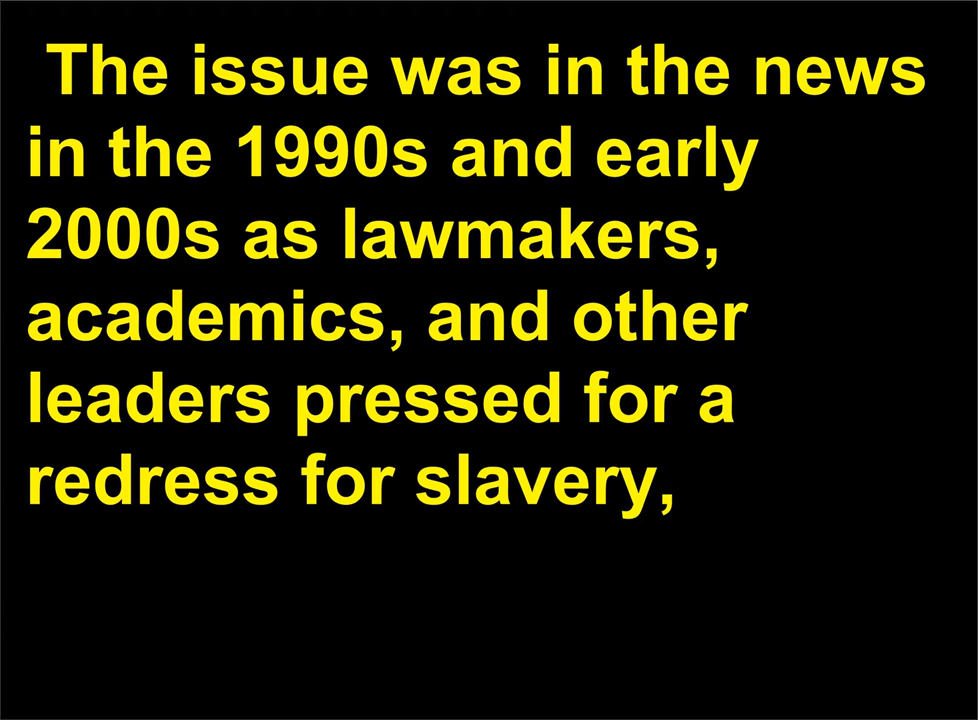 The issue was in the news
in the 1990s and early
2000s as lawmakers,
academics, and other
leaders pressed for a
redress for slavery,